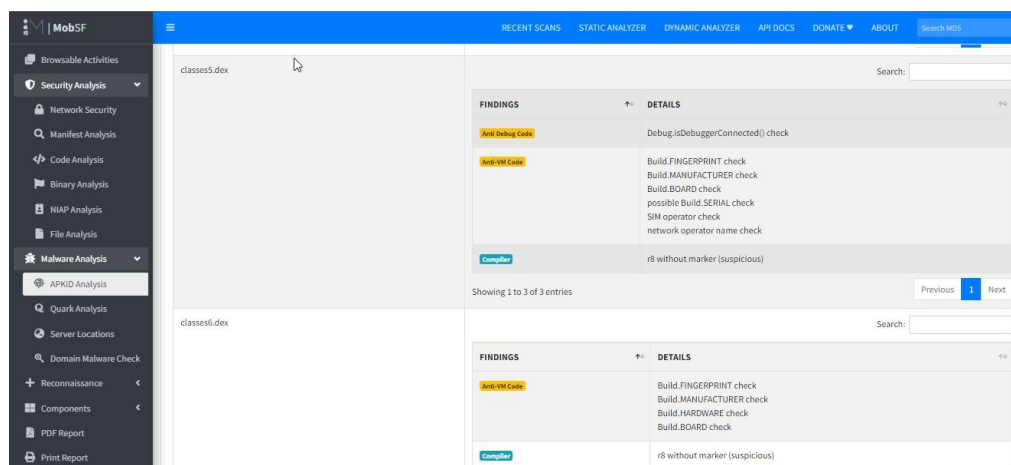 M | MobSF
RECENT SCANS STATIC ANALYZER DYNAMIC ANALYZER API DOCS DONATE ♥ ABOUT Search MD5
Browsable Activities
Security Analysis
Network Security
Manifest Analysis
Code Analysis
Binary Analysis
NIAP Analysis
File Analysis
Malware Analysis
APKiD Analysis
Quark Analysis
Server Locations
Domain Malware Check
Reconnaissance
Components
PDF Report
Print Report
classes5.dex
Search:
FINDINGS DETAILS
Anti Debug Code Debug.isDebuggerConnected() check
Anti-VM Code Build.FINGERPRINT check
Build.MANUFACTURER check
Build.BOARD check
possible Build.SERIAL check
SIM operator check
network operator name check
Compiler r8 without marker (suspicious)
Showing 1 to 3 of 3 entries
Previous 1 Next
classes6.dex
Search:
FINDINGS DETAILS
Anti-VM Code Build.FINGERPRINT check
Build.MANUFACTURER check
Build.HARDWARE check
Build.BOARD check
Compiler r8 without marker (suspicious)